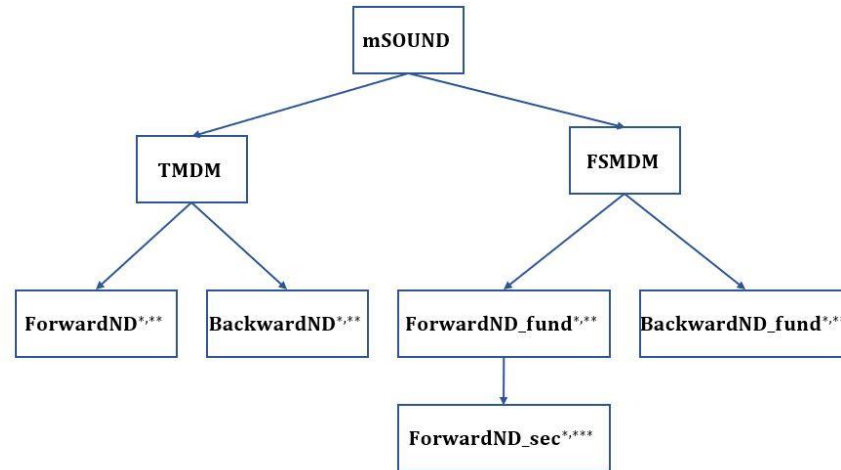 mSOUND
TMDM
FSMDM
ForwardND*,**
BackwardND*,**
ForwardND_fund*,**
BackwardND_fund*,**
ForwardND_sec*,***